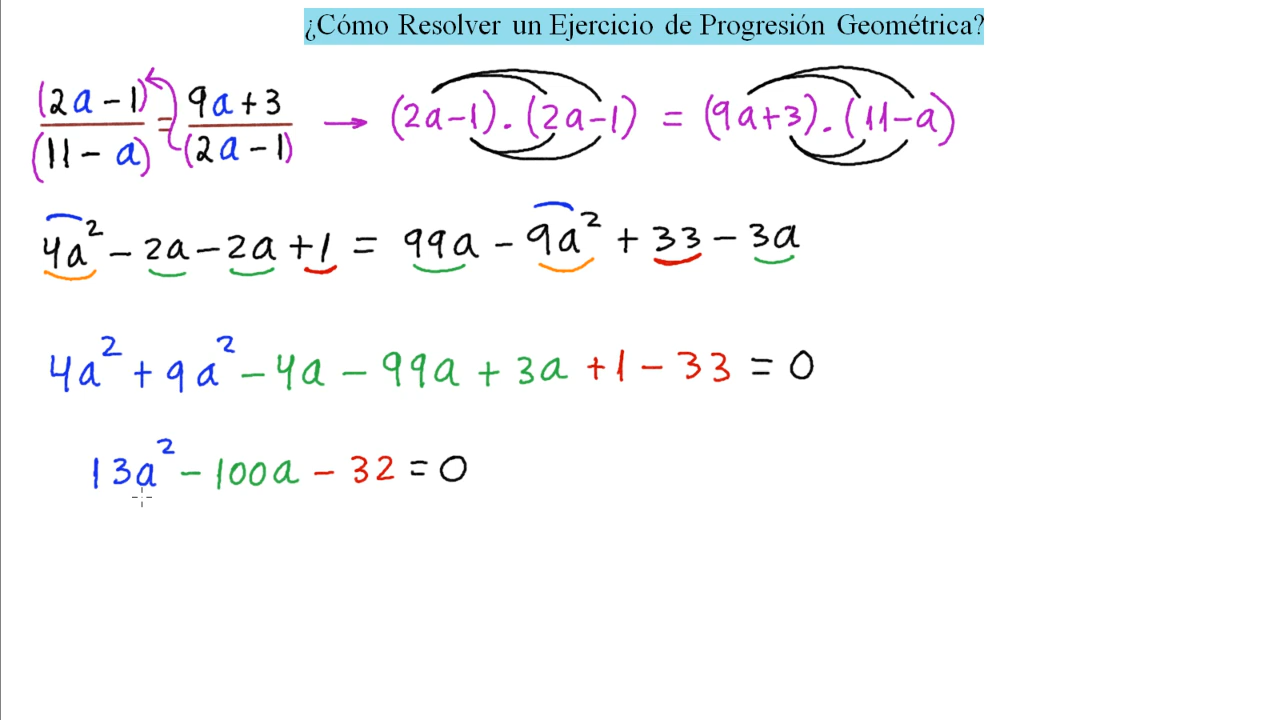 ¿Cómo Resolver un Ejercicio de Progresión Geométrica?
(2a - 1)/(11 - a) = 9a + 3/(2a - 1) → (2a - 1) . (2a - 1) = (9a + 3) . (11 - a)
4a² - 2a - 2a + 1 = 99a - 9a² + 33 - 3a
4a² + 9a² - 4a - 99a + 3a + 1 - 33 = 0
13a² - 100a - 32 = 0